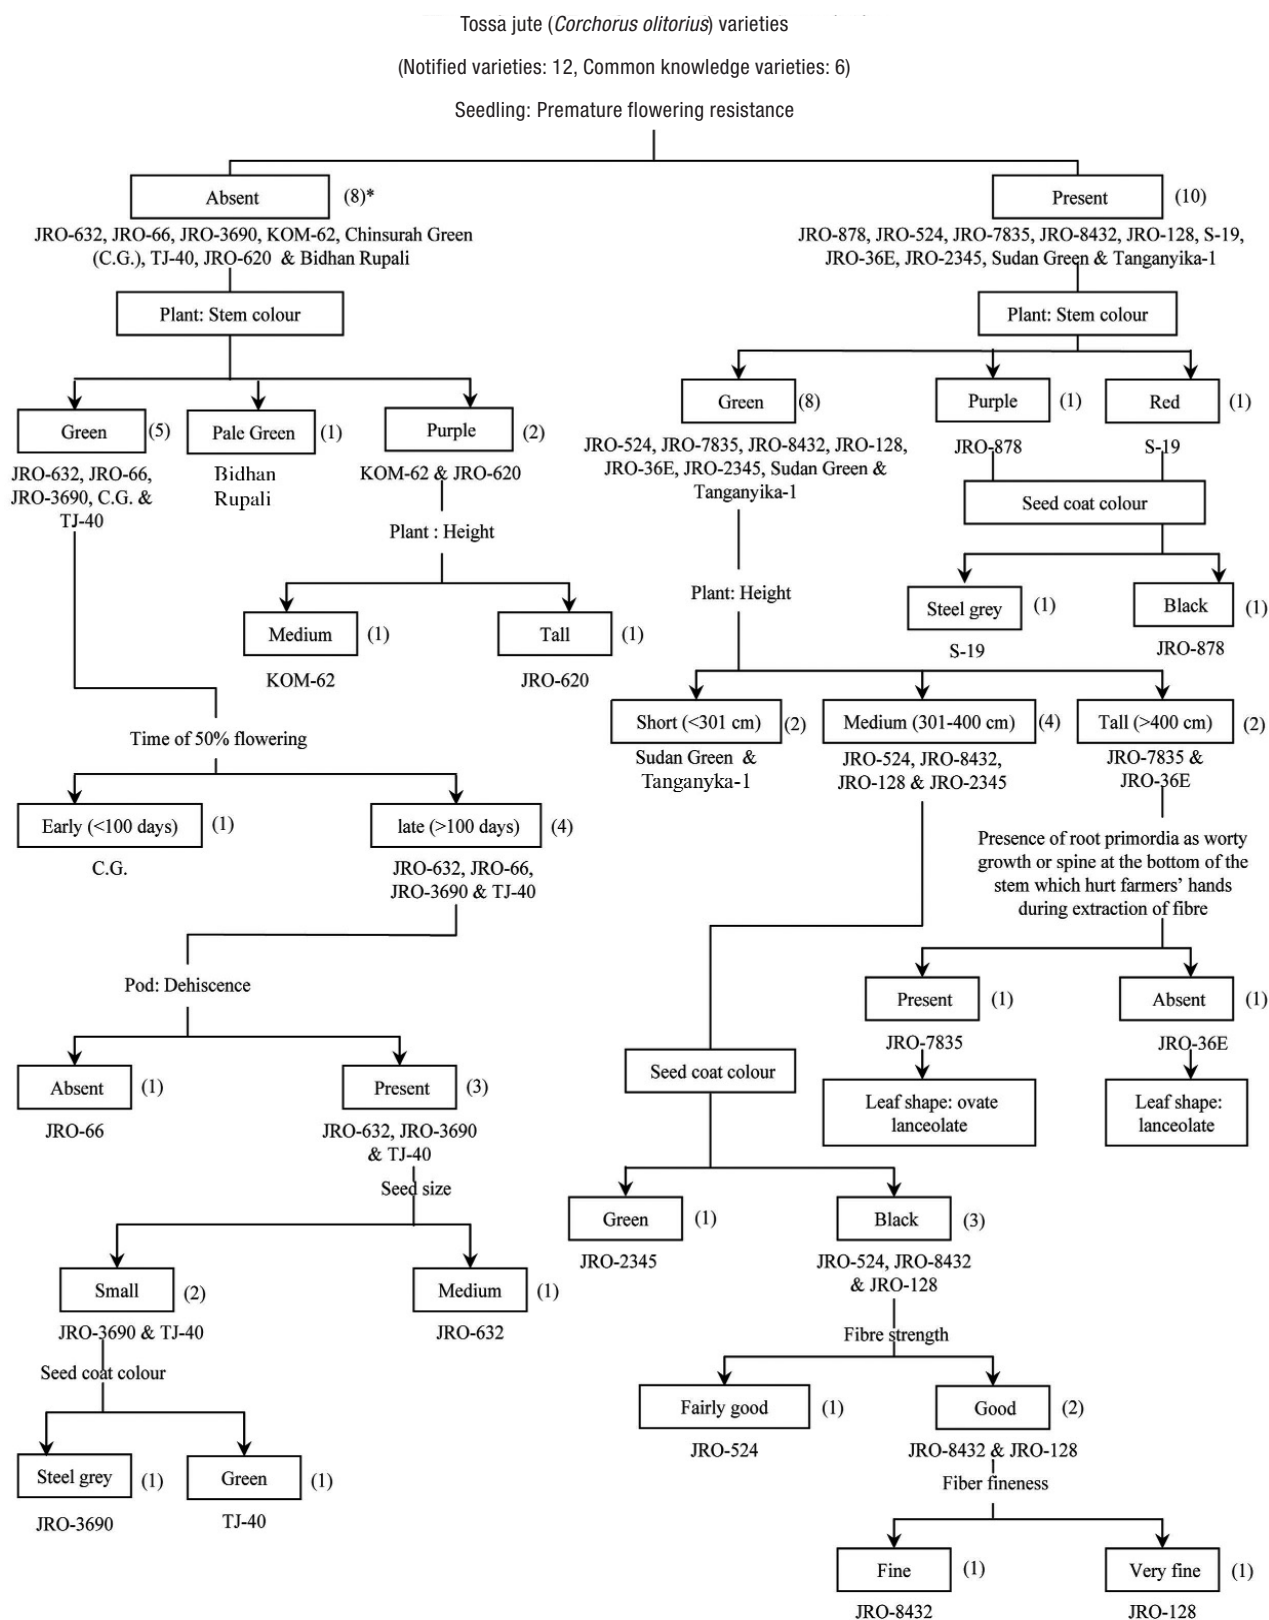 Tossa jute (Corchorus olitorius) varieties
(Notified varieties: 12, Common knowledge varieties: 6)
Seedling: Premature flowering resistance
Absent
(8)*
JRO-632, JRO-66, JRO-3690, KOM-62, Chinsurah Green
(C.G.), TJ-40, JRO-620 & Bidhan Rupali
Plant: Stem colour
Green
(5)
JRO-632, JRO-66,
JRO-3690, C.G. &
TJ-40
Pale Green
(1)
Bidhan
Rupali
Purple
(2)
KOM-62 & JRO-620
Plant : Height
Medium
(1)
KOM-62
Tall
(1)
JRO-620
Time of 50% flowering
Early (<100 days)
(1)
C.G.
late (>100 days)
(4)
JRO-632, JRO-66,
JRO-3690 & TJ-40
Pod: Dehiscence
Absent
(1)
JRO-66
Present
(3)
JRO-632, JRO-3690
& TJ-40
Seed size
Small
(2)
JRO-3690 & TJ-40
Medium
(1)
JRO-632
Seed coat colour
Steel grey
(1)
JRO-3690
Green
(1)
TJ-40
Present
(10)
JRO-878, JRO-524, JRO-7835, JRO-8432, JRO-128, S-19,
JRO-36E, JRO-2345, Sudan Green & Tanganyika-1
Plant: Stem colour
Green
(8)
JRO-524, JRO-7835, JRO-8432, JRO-128,
JRO-36E, JRO-2345, Sudan Green &
Tanganyika-1
Purple
(1)
JRO-878
Red
(1)
S-19
Seed coat colour
Steel grey
(1)
S-19
Black
(1)
JRO-878
Plant: Height
Short (<301 cm)
(2)
Sudan Green &
Tanganyka-1
Medium (301-400 cm)
(4)
JRO-524, JRO-8432,
JRO-128 & JRO-2345
Tall (>400 cm)
(2)
JRO-7835 &
JRO-36E
Presence of root primordia as worty
growth or spine at the bottom of the
stem which hurt farmers' hands
during extraction of fibre
Present
(1)
JRO-7835
Leaf shape: ovate
lanceolate
Absent
(1)
JRO-36E
Leaf shape:
lanceolate
Seed coat colour
Green
(1)
JRO-2345
Black
(3)
JRO-524, JRO-8432
& JRO-128
Fibre strength
Fairly good
(1)
JRO-524
Good
(2)
JRO-8432 & JRO-128
Fiber fineness
Fine
(1)
JRO-8432
Very fine
(1)
JRO-128